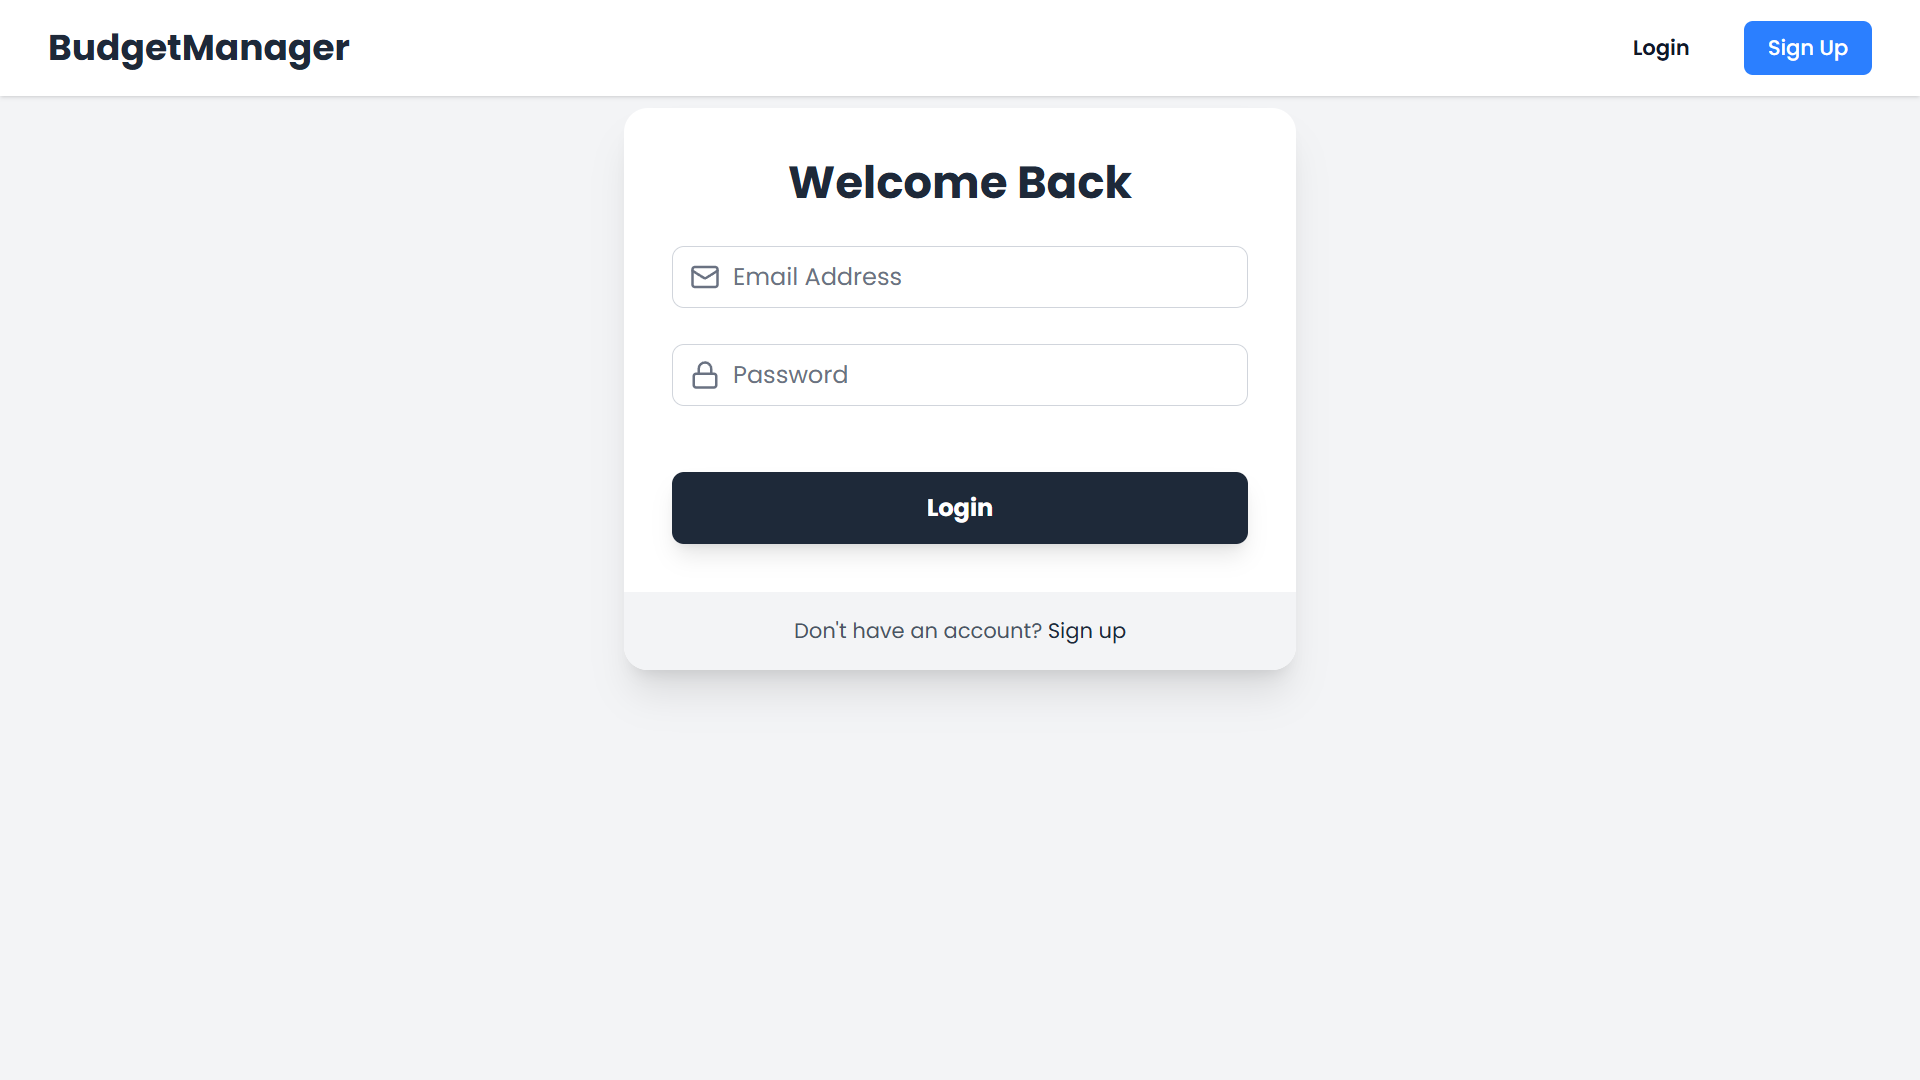 BudgetManager
Login
Sign Up
Welcome Back
Email Address
Password
Login
Don't have an account? Sign up